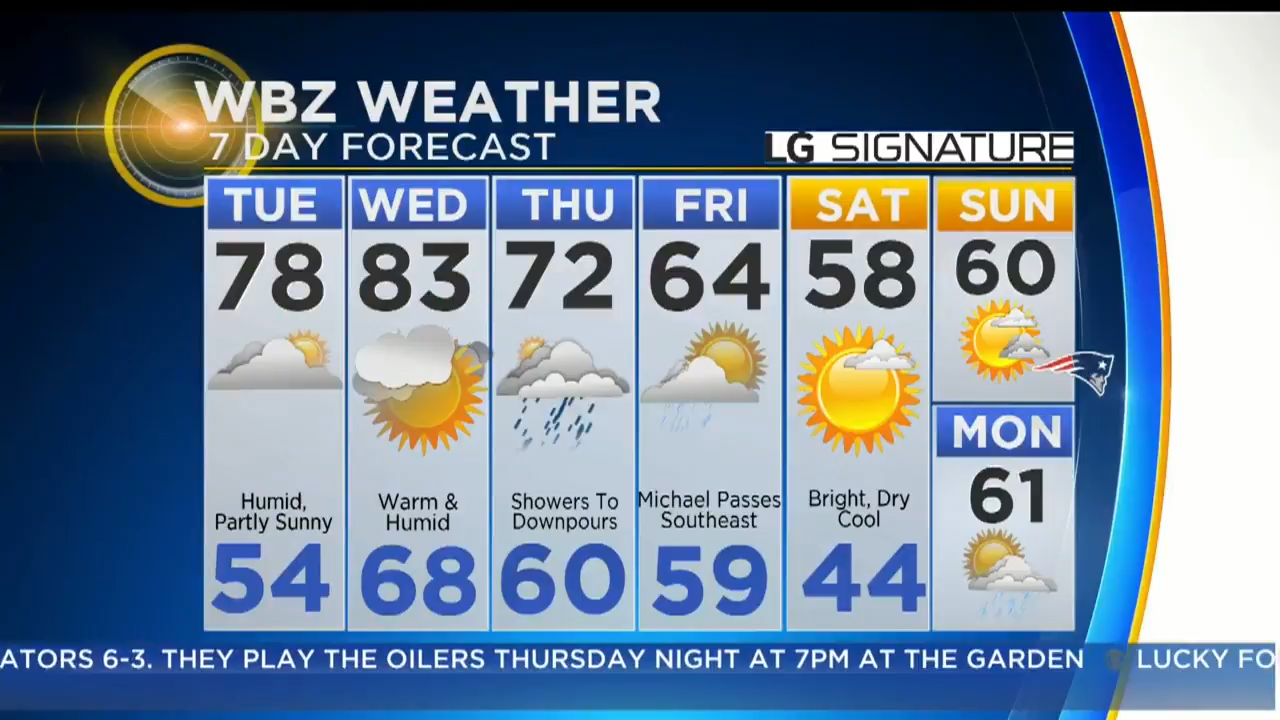 WBZ WEATHER
7 DAY FORECAST
LG SIGNATURE
TUE
78
Humid,
Partly Sunny
54
WED
83
Warm &
Humid
68
THU
72
Showers To
Downpours
60
FRI
64
Michael Passes
Southeast
59
SAT
58
Bright, Dry
Cool
44
SUN
60
MON
61
ATORS 6-3. THEY PLAY THE OILERS THURSDAY NIGHT AT 7PM AT THE GARDEN LUCKY FO